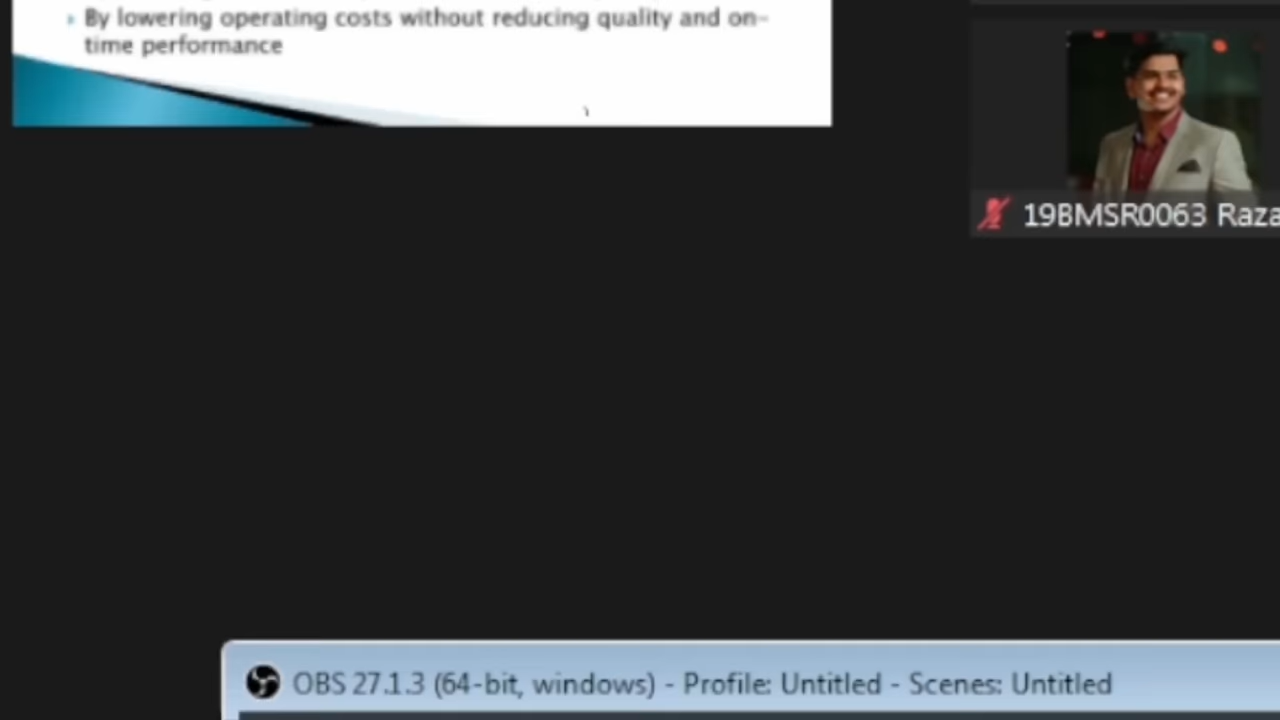 By lowering operating costs without reducing quality and on-
time performance
19BMSR0063 Raza
OBS 27.1.3 (64-bit, windows) - Profile: Untitled - Scenes: Untitled